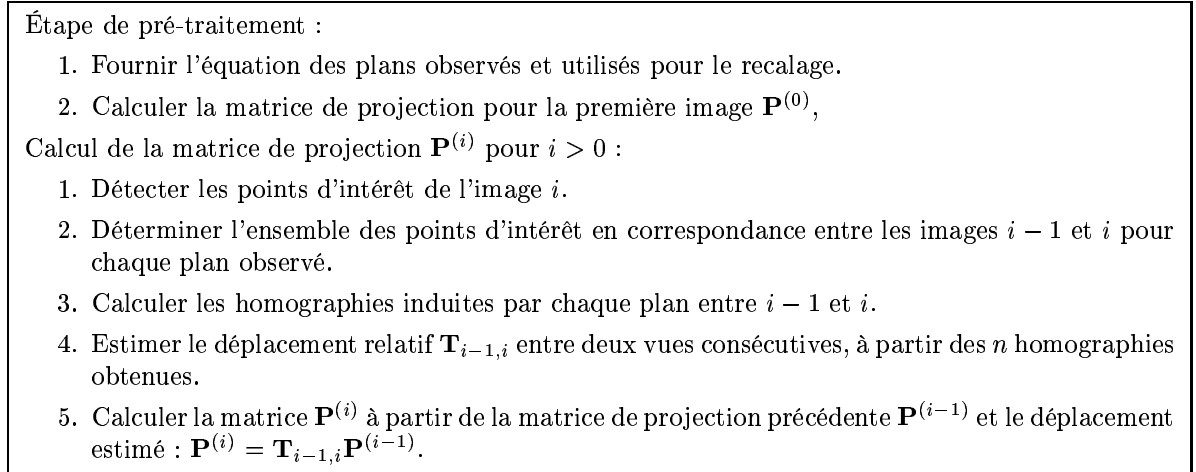 Étape de pré-traitement :
1. Fournir l'équation des plans observés et utilisés pour le recalage.
2. Calculer la matrice de projection pour la première image P^(0),
Calcul de la matrice de projection P^(i) pour i > 0 :
1. Détecter les points d'intérêt de l'image i.
2. Déterminer l'ensemble des points d'intérêt en correspondance entre les images i − 1 et i pour
chaque plan observé.
3. Calculer les homographies induites par chaque plan entre i − 1 et i.
4. Estimer le déplacement relatif T_{i−1,i} entre deux vues consécutives, à partir des n homographies
obtenues.
5. Calculer la matrice P^(i) à partir de la matrice de projection précédente P^(i−1) et le déplacement
estimé : P^(i) = T_{i−1,i}P^(i−1).